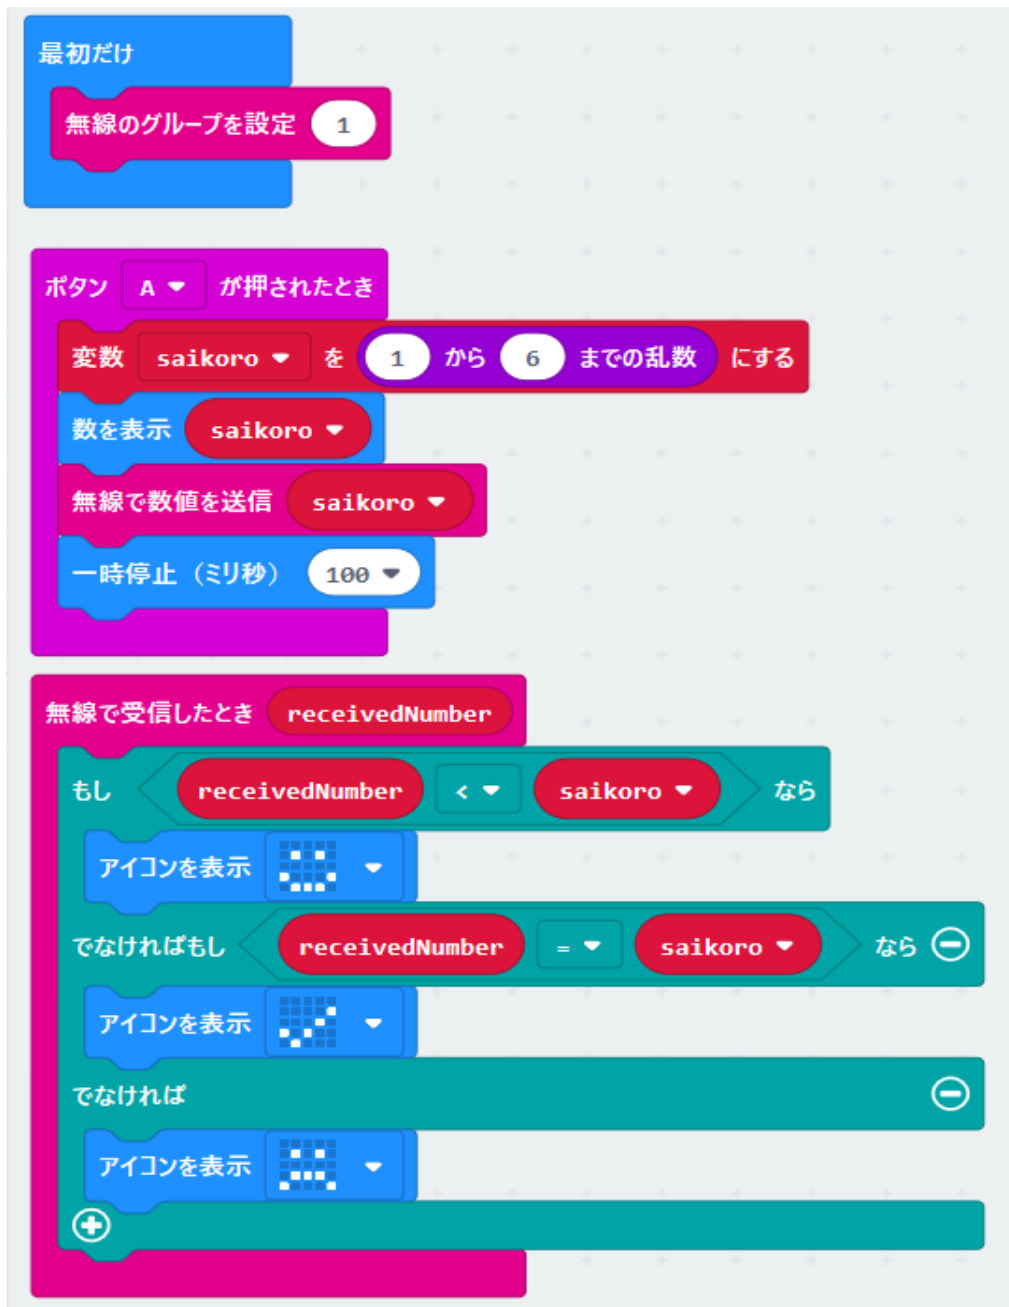 最初だけ
無線のグループを設定 1
ボタン A が押されたとき
変数 saikoro を 1 から 6 までの乱数 にする
数を表示 saikoro
無線で数値を送信 saikoro
一時停止（ミリ秒） 100
無線で受信したとき receivedNumber
もし receivedNumber < saikoro なら
アイコンを表示
でなければもし receivedNumber = saikoro なら
アイコンを表示
でなければ
アイコンを表示